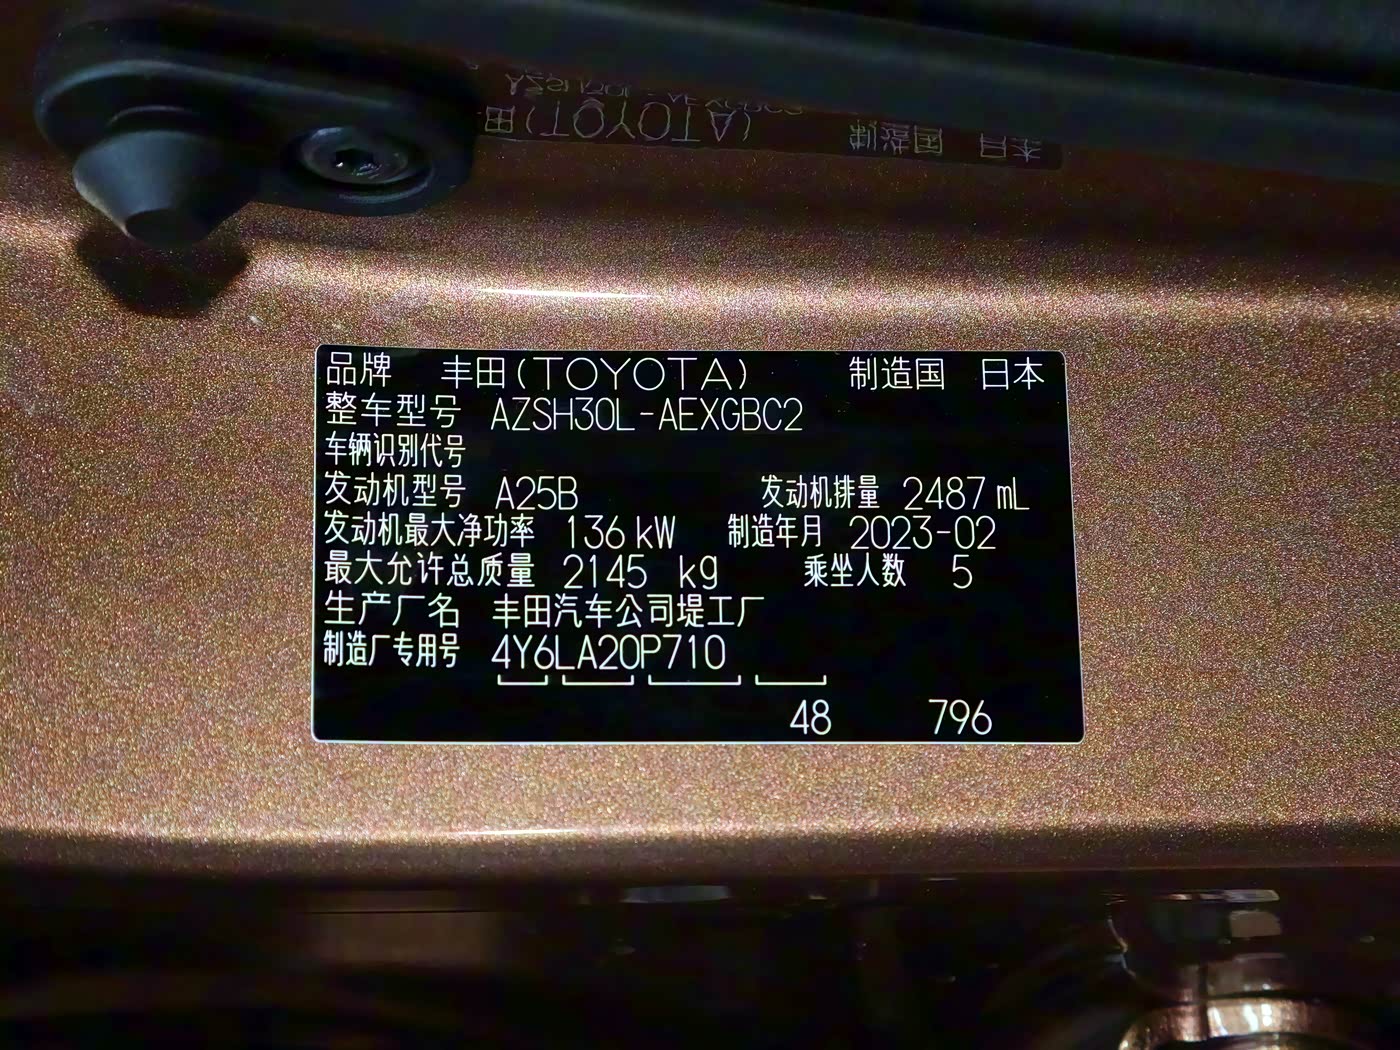 品牌 丰田(TOYOTA) 制造国 日本
整车型号 AZSH30L-AEXGBC2
车辆识别代号
发动机型号 A25B 发动机排量 2487 mL
发动机最大净功率 136 kW 制造年月 2023-02
最大允许总质量 2145 kg 乘坐人数 5
生产厂名 丰田汽车公司堤工厂
制造厂专用号 4Y6LA20P710
48 796